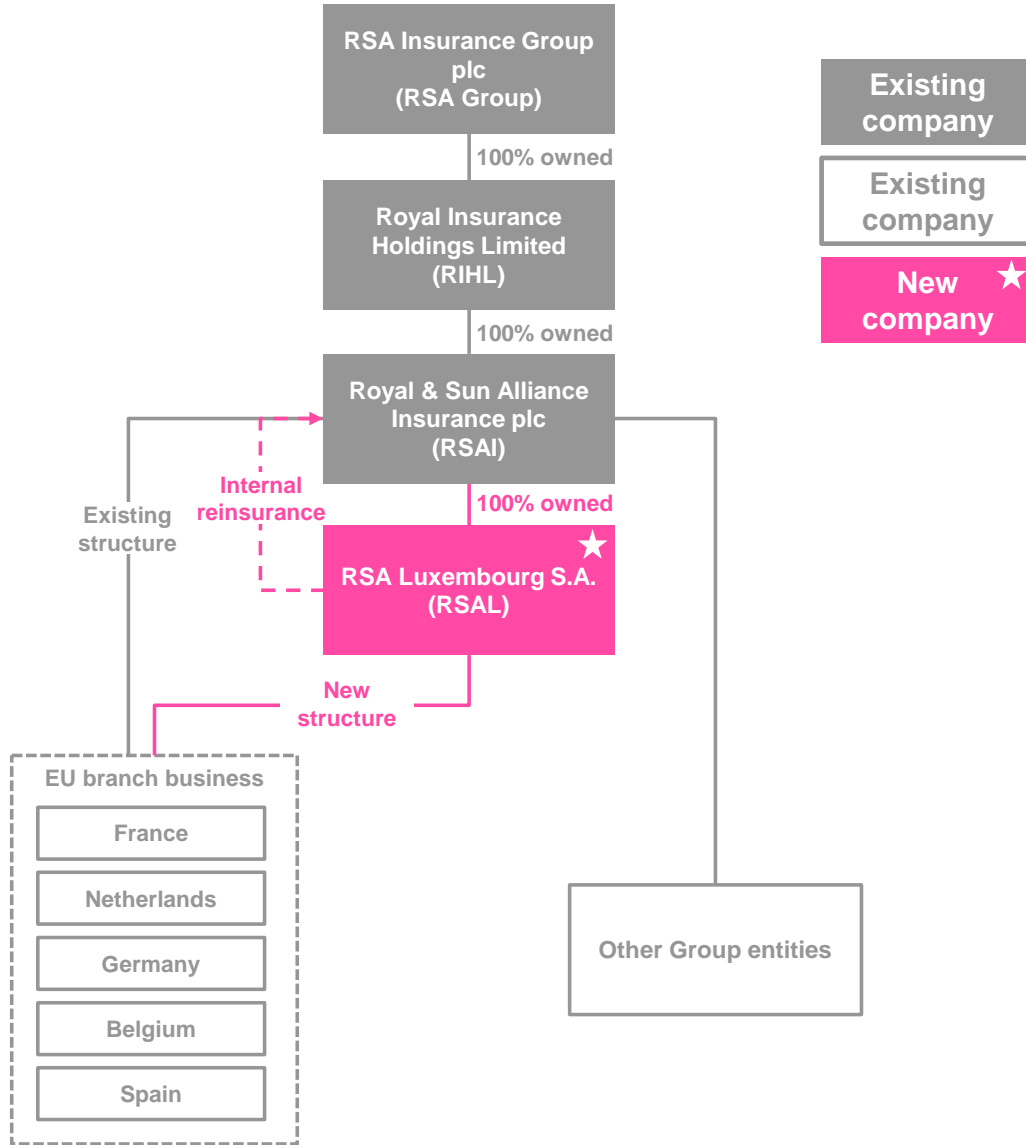 RSA Insurance Group
plc
(RSA Group)
Existing
company
100% owned
Existing
company
Royal Insurance
Holdings Limited
(RIHL)
New
company
100% owned
Royal & Sun Alliance
Insurance plc
(RSAI)
Internal
reinsurance
100% owned
Existing
structure
RSA Luxembourg S.A.
(RSAL)
New
structure
EU branch business
France
Netherlands
Germany
Belgium
Spain
Other Group entities